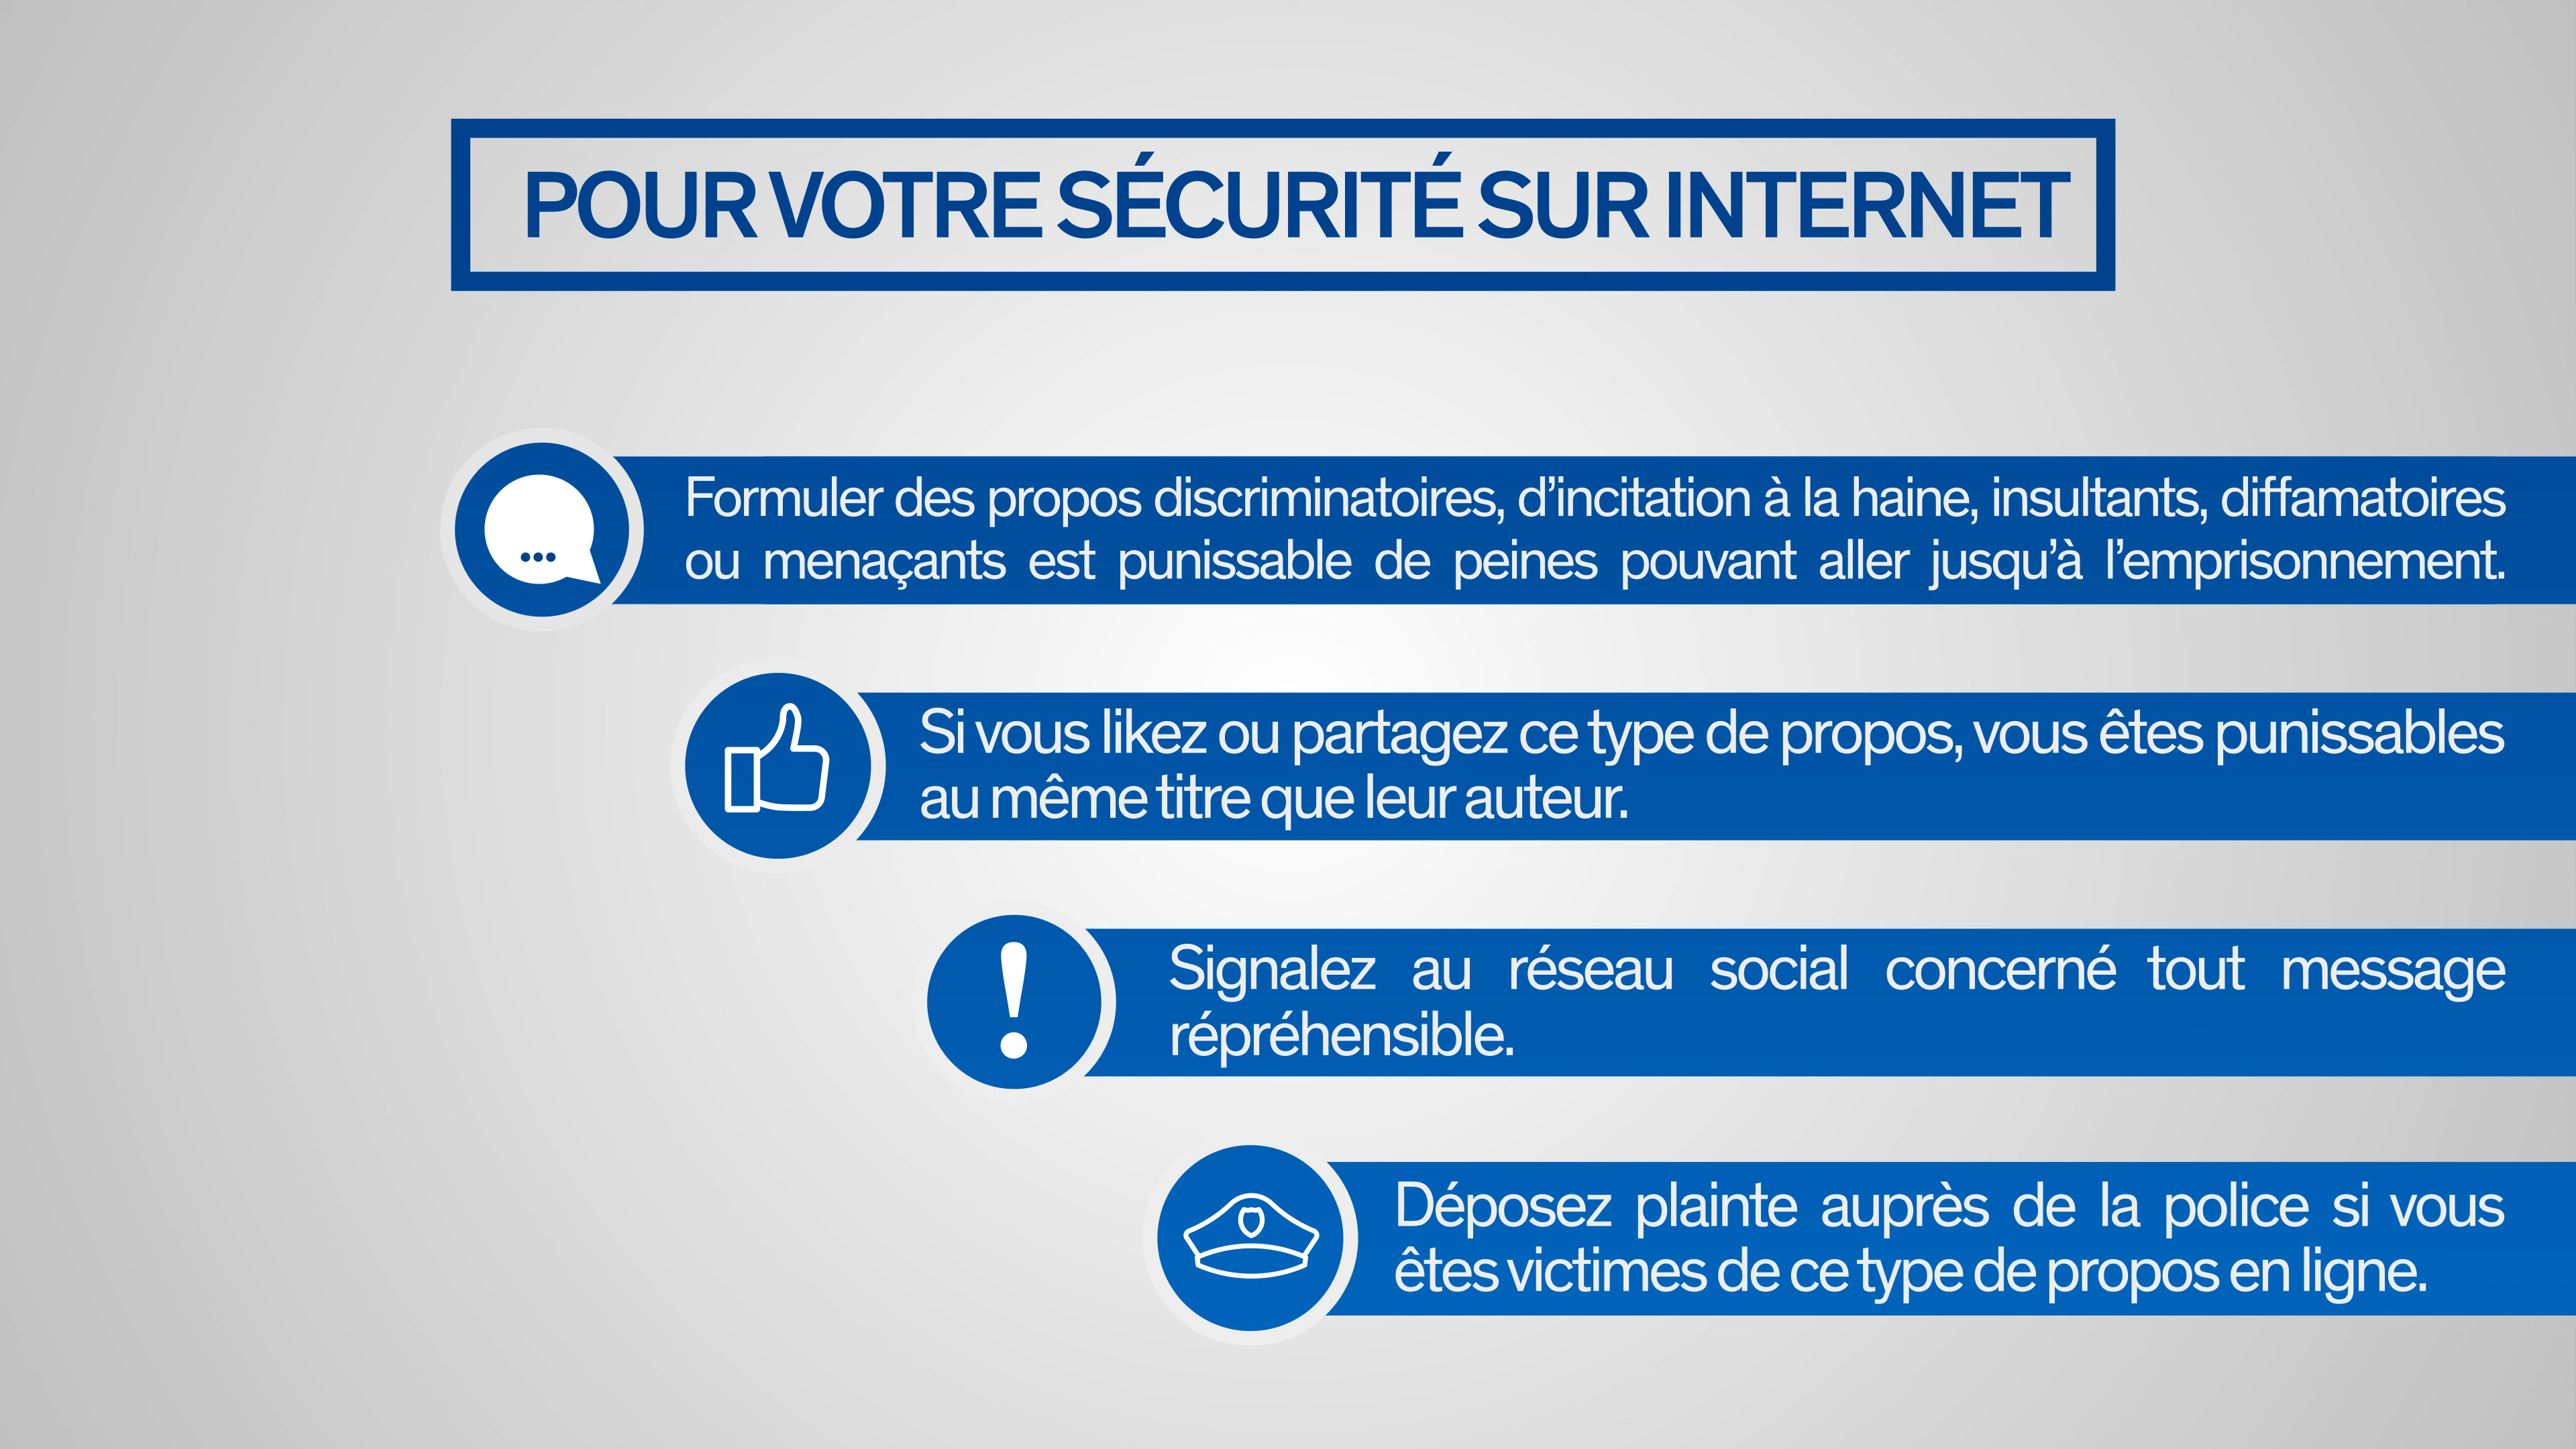 POUR VOTRE SÉCURITÉ SUR INTERNET
Formuler des propos discriminatoires, d’incitation à la haine, insultants, diffamatoires
ou menaçants est punissable de peines pouvant aller jusqu’à l’emprisonnement.
Si vous likez ou partagez ce type de propos, vous êtes punissables
au même titre que leur auteur.
Signalez au réseau social concerné tout message
répréhensible.
Déposez plainte auprès de la police si vous
êtes victimes de ce type de propos en ligne.